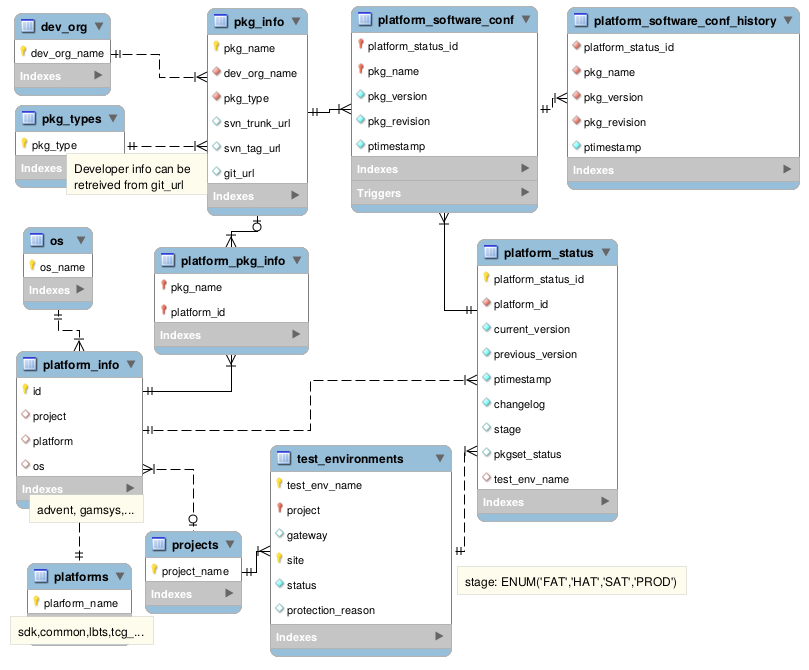 dev_org
dev_org_name
Indexes
pkg_types
pkg_type
Indexes
Developer info can be
retreived from git_url
pkg_info
pkg_name
dev_org_name
pkg_type
svn_trunk_url
svn_tag_url
git_url
Indexes
platform_software_conf
platform_status_id
pkg_name
pkg_version
pkg_revision
ptimestamp
Indexes
Triggers
platform_software_conf_history
platform_status_id
pkg_name
pkg_version
pkg_revision
ptimestamp
Indexes
os
os_name
Indexes
platform_pkg_info
pkg_name
platform_id
Indexes
platform_status
platform_status_id
platform_id
current_version
previous_version
ptimestamp
changelog
stage
pkgset_status
test_env_name
Indexes
platform_info
id
project
platform
os
Indexes
advent, gamsys,...
test_environments
test_env_name
project
gateway
site
status
protection_reason
Indexes
projects
project_name
Indexes
platforms
plarform_name
sdk,common,lbts,tcg_...
stage: ENUM('FAT','HAT','SAT','PROD')